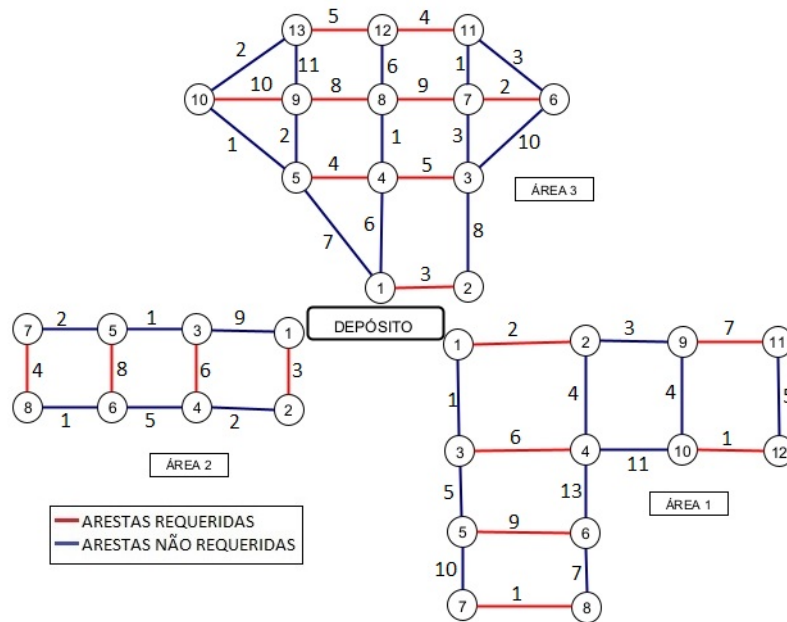 5 4
13 12 11
2 11 6 1 3
10 8 9 2
10 9 8 7 6
1 2 1 3 10
4 5
5 4 3
ÁREA 3
7 6 8
3
1 2
DEPÓSITO
2 1 9
7 5 3 1
4 8 6 3
8 6 4 2
1 5 2
ÁREA 2
2 3 7
1 2 9 11
1 4 4 5
6 1
3 4 10 12
11
5 13
ÁREA 1
9
5 6
10 7
1
7 8
ARESTAS REQUERIDAS
ARESTAS NÃO REQUERIDAS